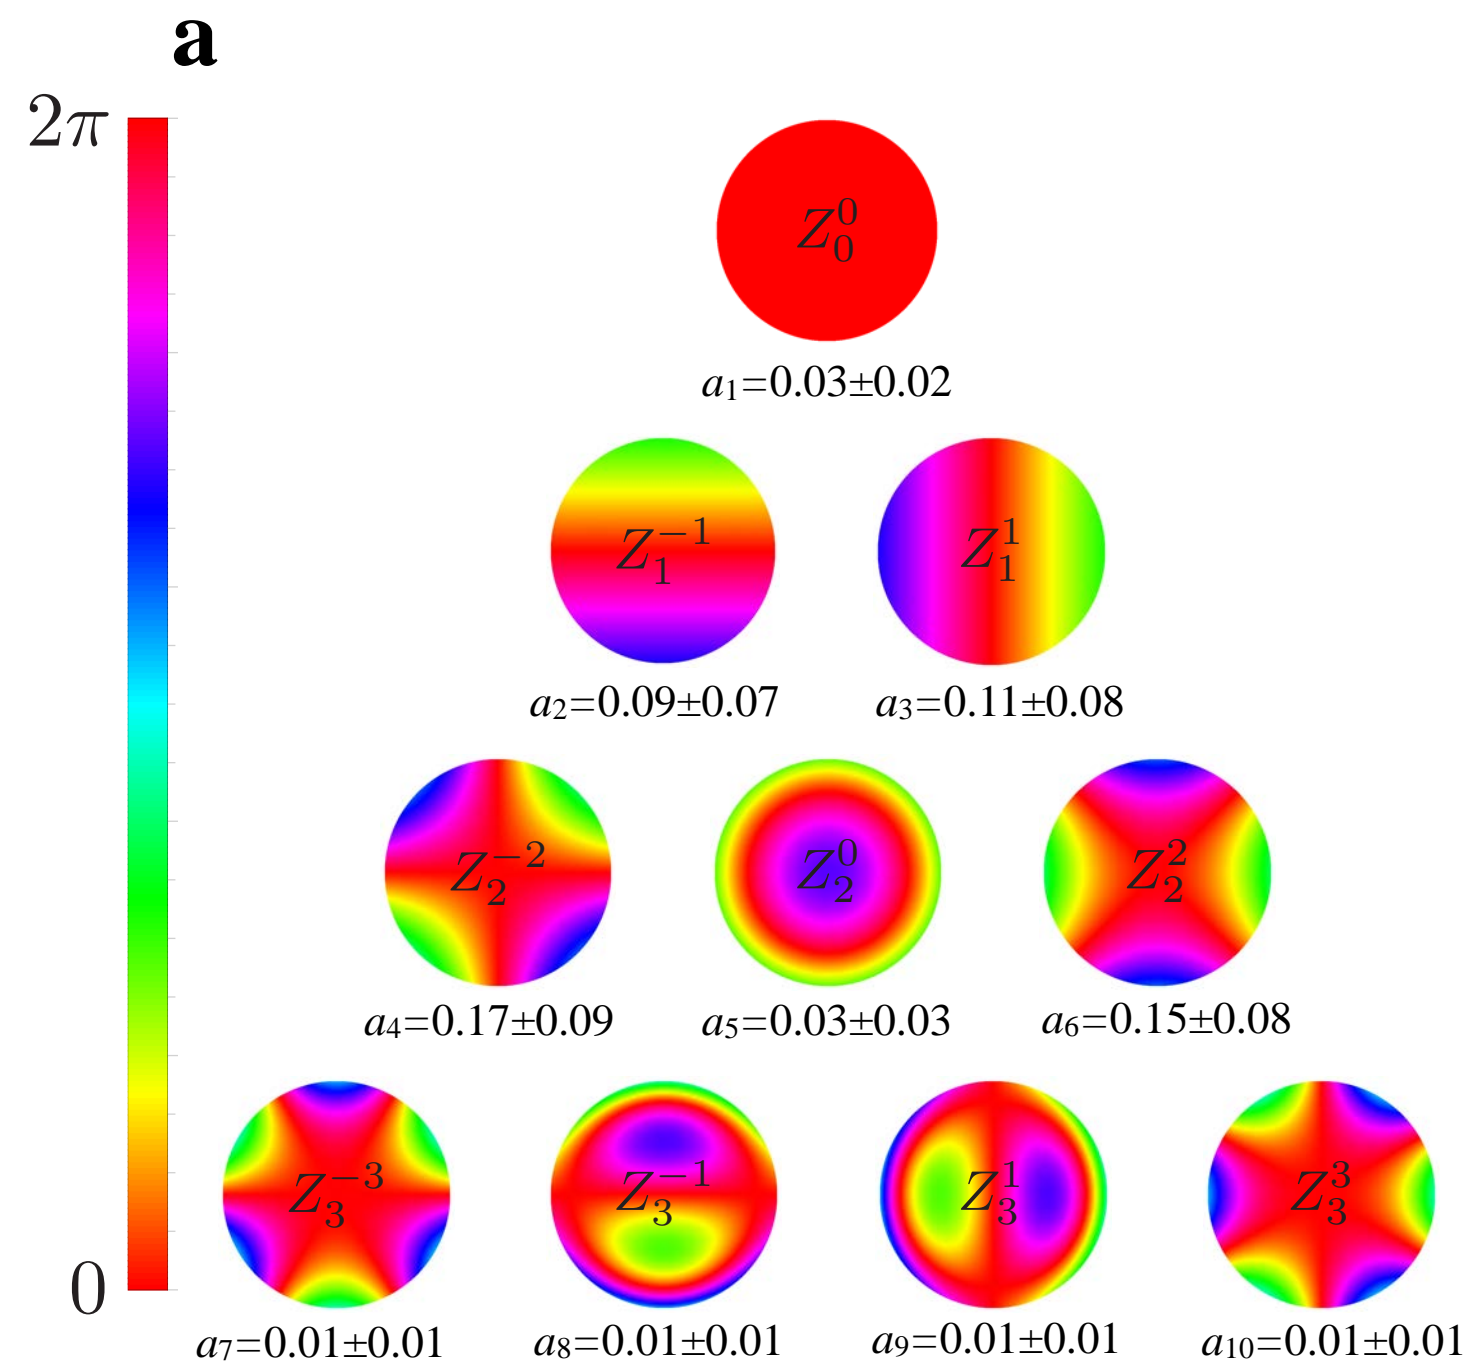 a
2π
Z_0^0
a1=0.03±0.02
Z_1^{-1} Z_1^1
a2=0.09±0.07 a3=0.11±0.08
Z_2^{-2} Z_2^0 Z_2^2
a4=0.17±0.09 a5=0.03±0.03 a6=0.15±0.08
Z_3^{-3} Z_3^{-1} Z_3^1 Z_3^3
0
a7=0.01±0.01 a8=0.01±0.01 a9=0.01±0.01 a10=0.01±0.01